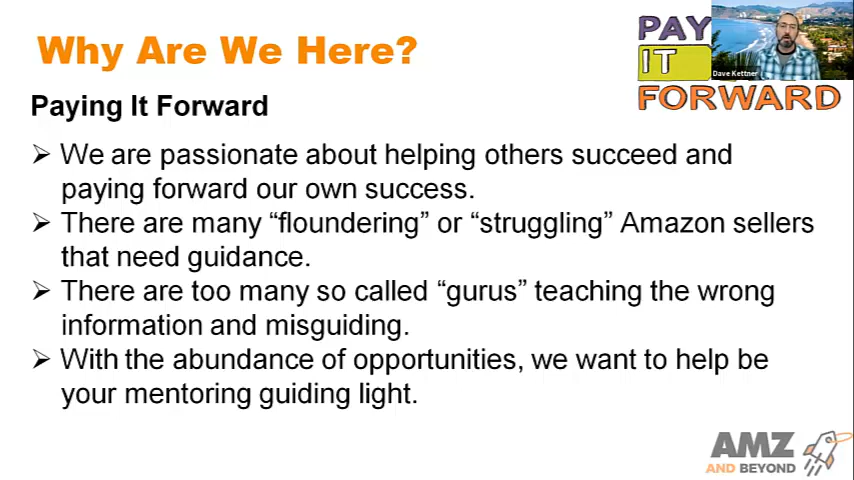 Why Are We Here?
PAY
IT
FORWARD
Dave Kettner
Paying It Forward
➢ We are passionate about helping others succeed and
paying forward our own success.
➢ There are many “floundering” or “struggling” Amazon sellers
that need guidance.
➢ There are too many so called “gurus” teaching the wrong
information and misguiding.
➢ With the abundance of opportunities, we want to help be
your mentoring guiding light.
AMZ
AND BEYOND